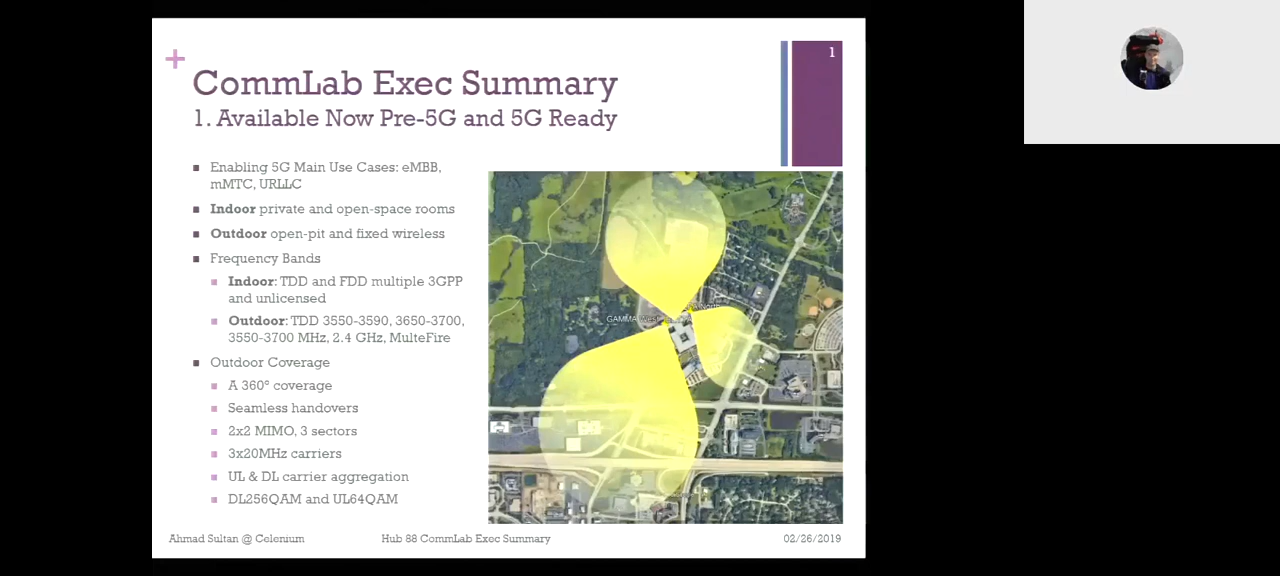 1
+
CommLab Exec Summary
1. Available Now Pre-5G and 5G Ready
Enabling 5G Main Use Cases: eMBB,
mMTC, URLLC
Indoor private and open-space rooms
Outdoor open-pit and fixed wireless
Frequency Bands
Indoor: TDD and FDD multiple 3GPP
and unlicensed
Outdoor: TDD 3550-3590, 3650-3700,
3550-3700 MHz, 2.4 GHz, MulteFire
Outdoor Coverage
A 360° coverage
Seamless handovers
2x2 MIMO, 3 sectors
3x20MHz carriers
UL & DL carrier aggregation
DL256QAM and UL64QAM
North
GAMMA West
Ahmad Sultan @ Celenium
Hub 88 CommLab Exec Summary
02/26/2019